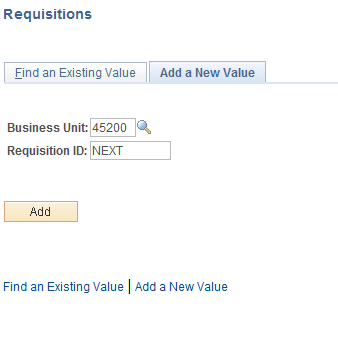 Requisitions
Find an Existing Value Add a New Value
Business Unit: 45200
Requisition ID: NEXT
Add
Find an Existing Value | Add a New Value